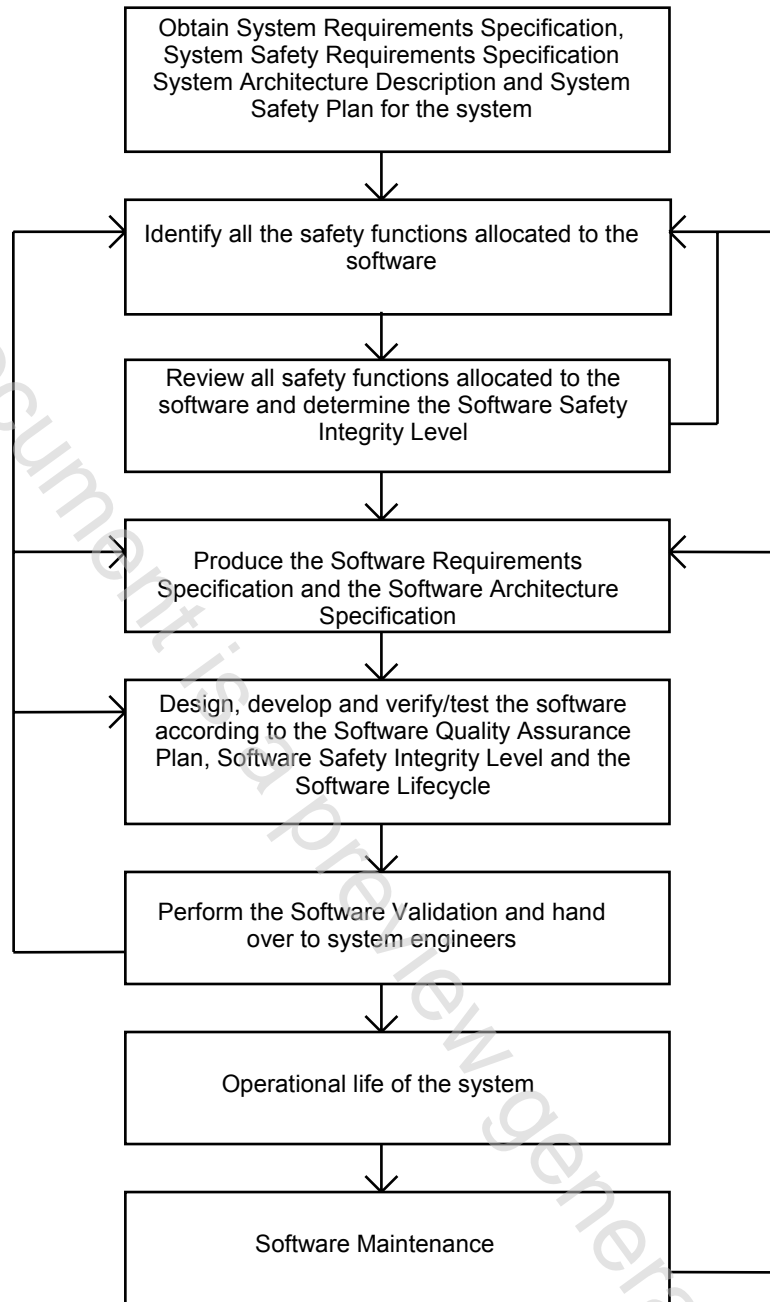 Obtain System Requirements Specification,
System Safety Requirements Specification
System Architecture Description and System
Safety Plan for the system
Identify all the safety functions allocated to the
software
Review all safety functions allocated to the
software and determine the Software Safety
Integrity Level
Produce the Software Requirements
Specification and the Software Architecture
Specification
Design, develop and verify/test the software
according to the Software Quality Assurance
Plan, Software Safety Integrity Level and the
Software Lifecycle
Perform the Software Validation and hand
over to system engineers
Operational life of the system
Software Maintenance
is a preview